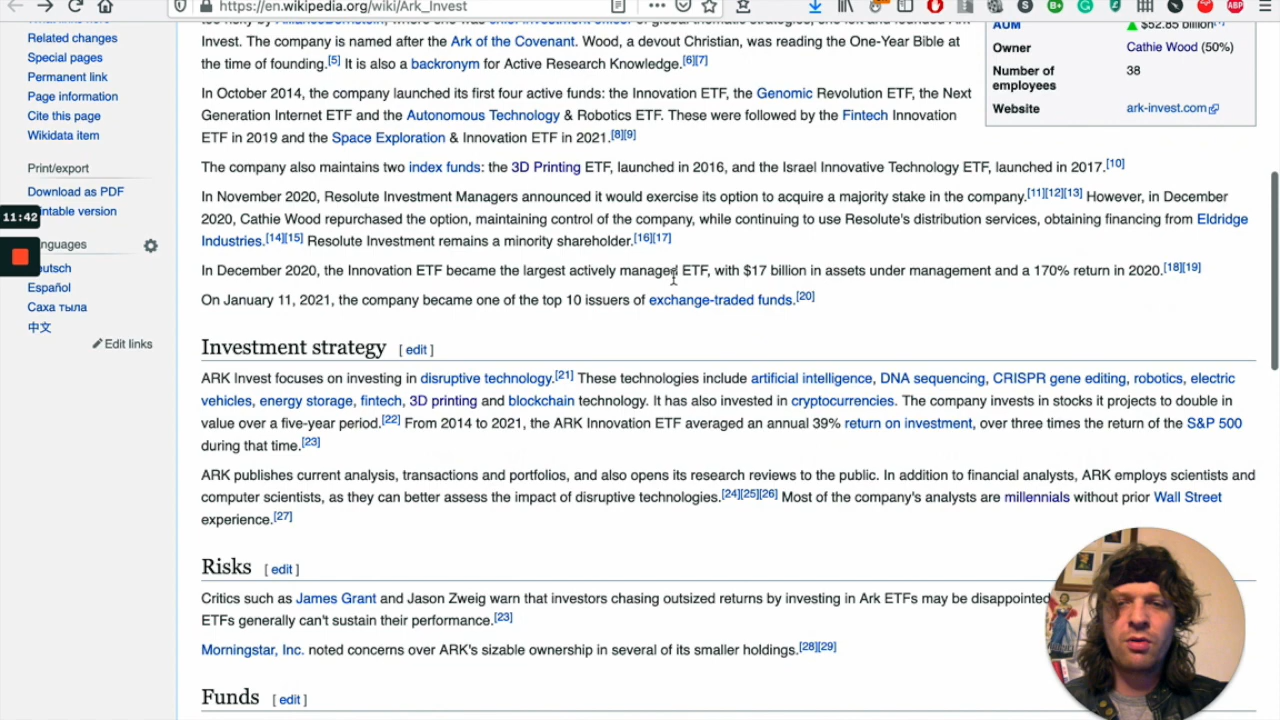 https://en.wikipedia.org/wiki/Ark_Invest
Related changes
Special pages
Permanent link
Page information
Cite this page
Wikidata item
Print/export
Download as PDF
intable version
11:42
nguages
eutsch
Español
Саха тыла
中文
Edit links
Invest. The company is named after the Ark of the Covenant. Wood, a devout Christian, was reading the One-Year Bible at
the time of founding.[5] It is also a backronym for Active Research Knowledge.[6][7]
In October 2014, the company launched its first four active funds: the Innovation ETF, the Genomic Revolution ETF, the Next
Generation Internet ETF and the Autonomous Technology & Robotics ETF. These were followed by the Fintech Innovation
ETF in 2019 and the Space Exploration & Innovation ETF in 2021.[8][9]
The company also maintains two index funds: the 3D Printing ETF, launched in 2016, and the Israel Innovative Technology ETF, launched in 2017.[10]
In November 2020, Resolute Investment Managers announced it would exercise its option to acquire a majority stake in the company.[11][12][13] However, in December
2020, Cathie Wood repurchased the option, maintaining control of the company, while continuing to use Resolute's distribution services, obtaining financing from Eldridge
Industries.[14][15] Resolute Investment remains a minority shareholder.[16][17]
In December 2020, the Innovation ETF became the largest actively managed ETF, with $17 billion in assets under management and a 170% return in 2020.[18][19]
On January 11, 2021, the company became one of the top 10 issuers of exchange-traded funds.[20]
AUM $52.85 billion
Owner Cathie Wood (50%)
Number of employees 38
Website ark-invest.com
Investment strategy [ edit ]
ARK Invest focuses on investing in disruptive technology.[21] These technologies include artificial intelligence, DNA sequencing, CRISPR gene editing, robotics, electric
vehicles, energy storage, fintech, 3D printing and blockchain technology. It has also invested in cryptocurrencies. The company invests in stocks it projects to double in
value over a five-year period.[22] From 2014 to 2021, the ARK Innovation ETF averaged an annual 39% return on investment, over three times the return of the S&P 500
during that time.[23]
ARK publishes current analysis, transactions and portfolios, and also opens its research reviews to the public. In addition to financial analysts, ARK employs scientists and
computer scientists, as they can better assess the impact of disruptive technologies.[24][25][26] Most of the company's analysts are millennials without prior Wall Street
experience.[27]
Risks [ edit ]
Critics such as James Grant and Jason Zweig warn that investors chasing outsized returns by investing in Ark ETFs may be disappointed
ETFs generally can't sustain their performance.[23]
Morningstar, Inc. noted concerns over ARK's sizable ownership in several of its smaller holdings.[28][29]
Funds [ edit ]